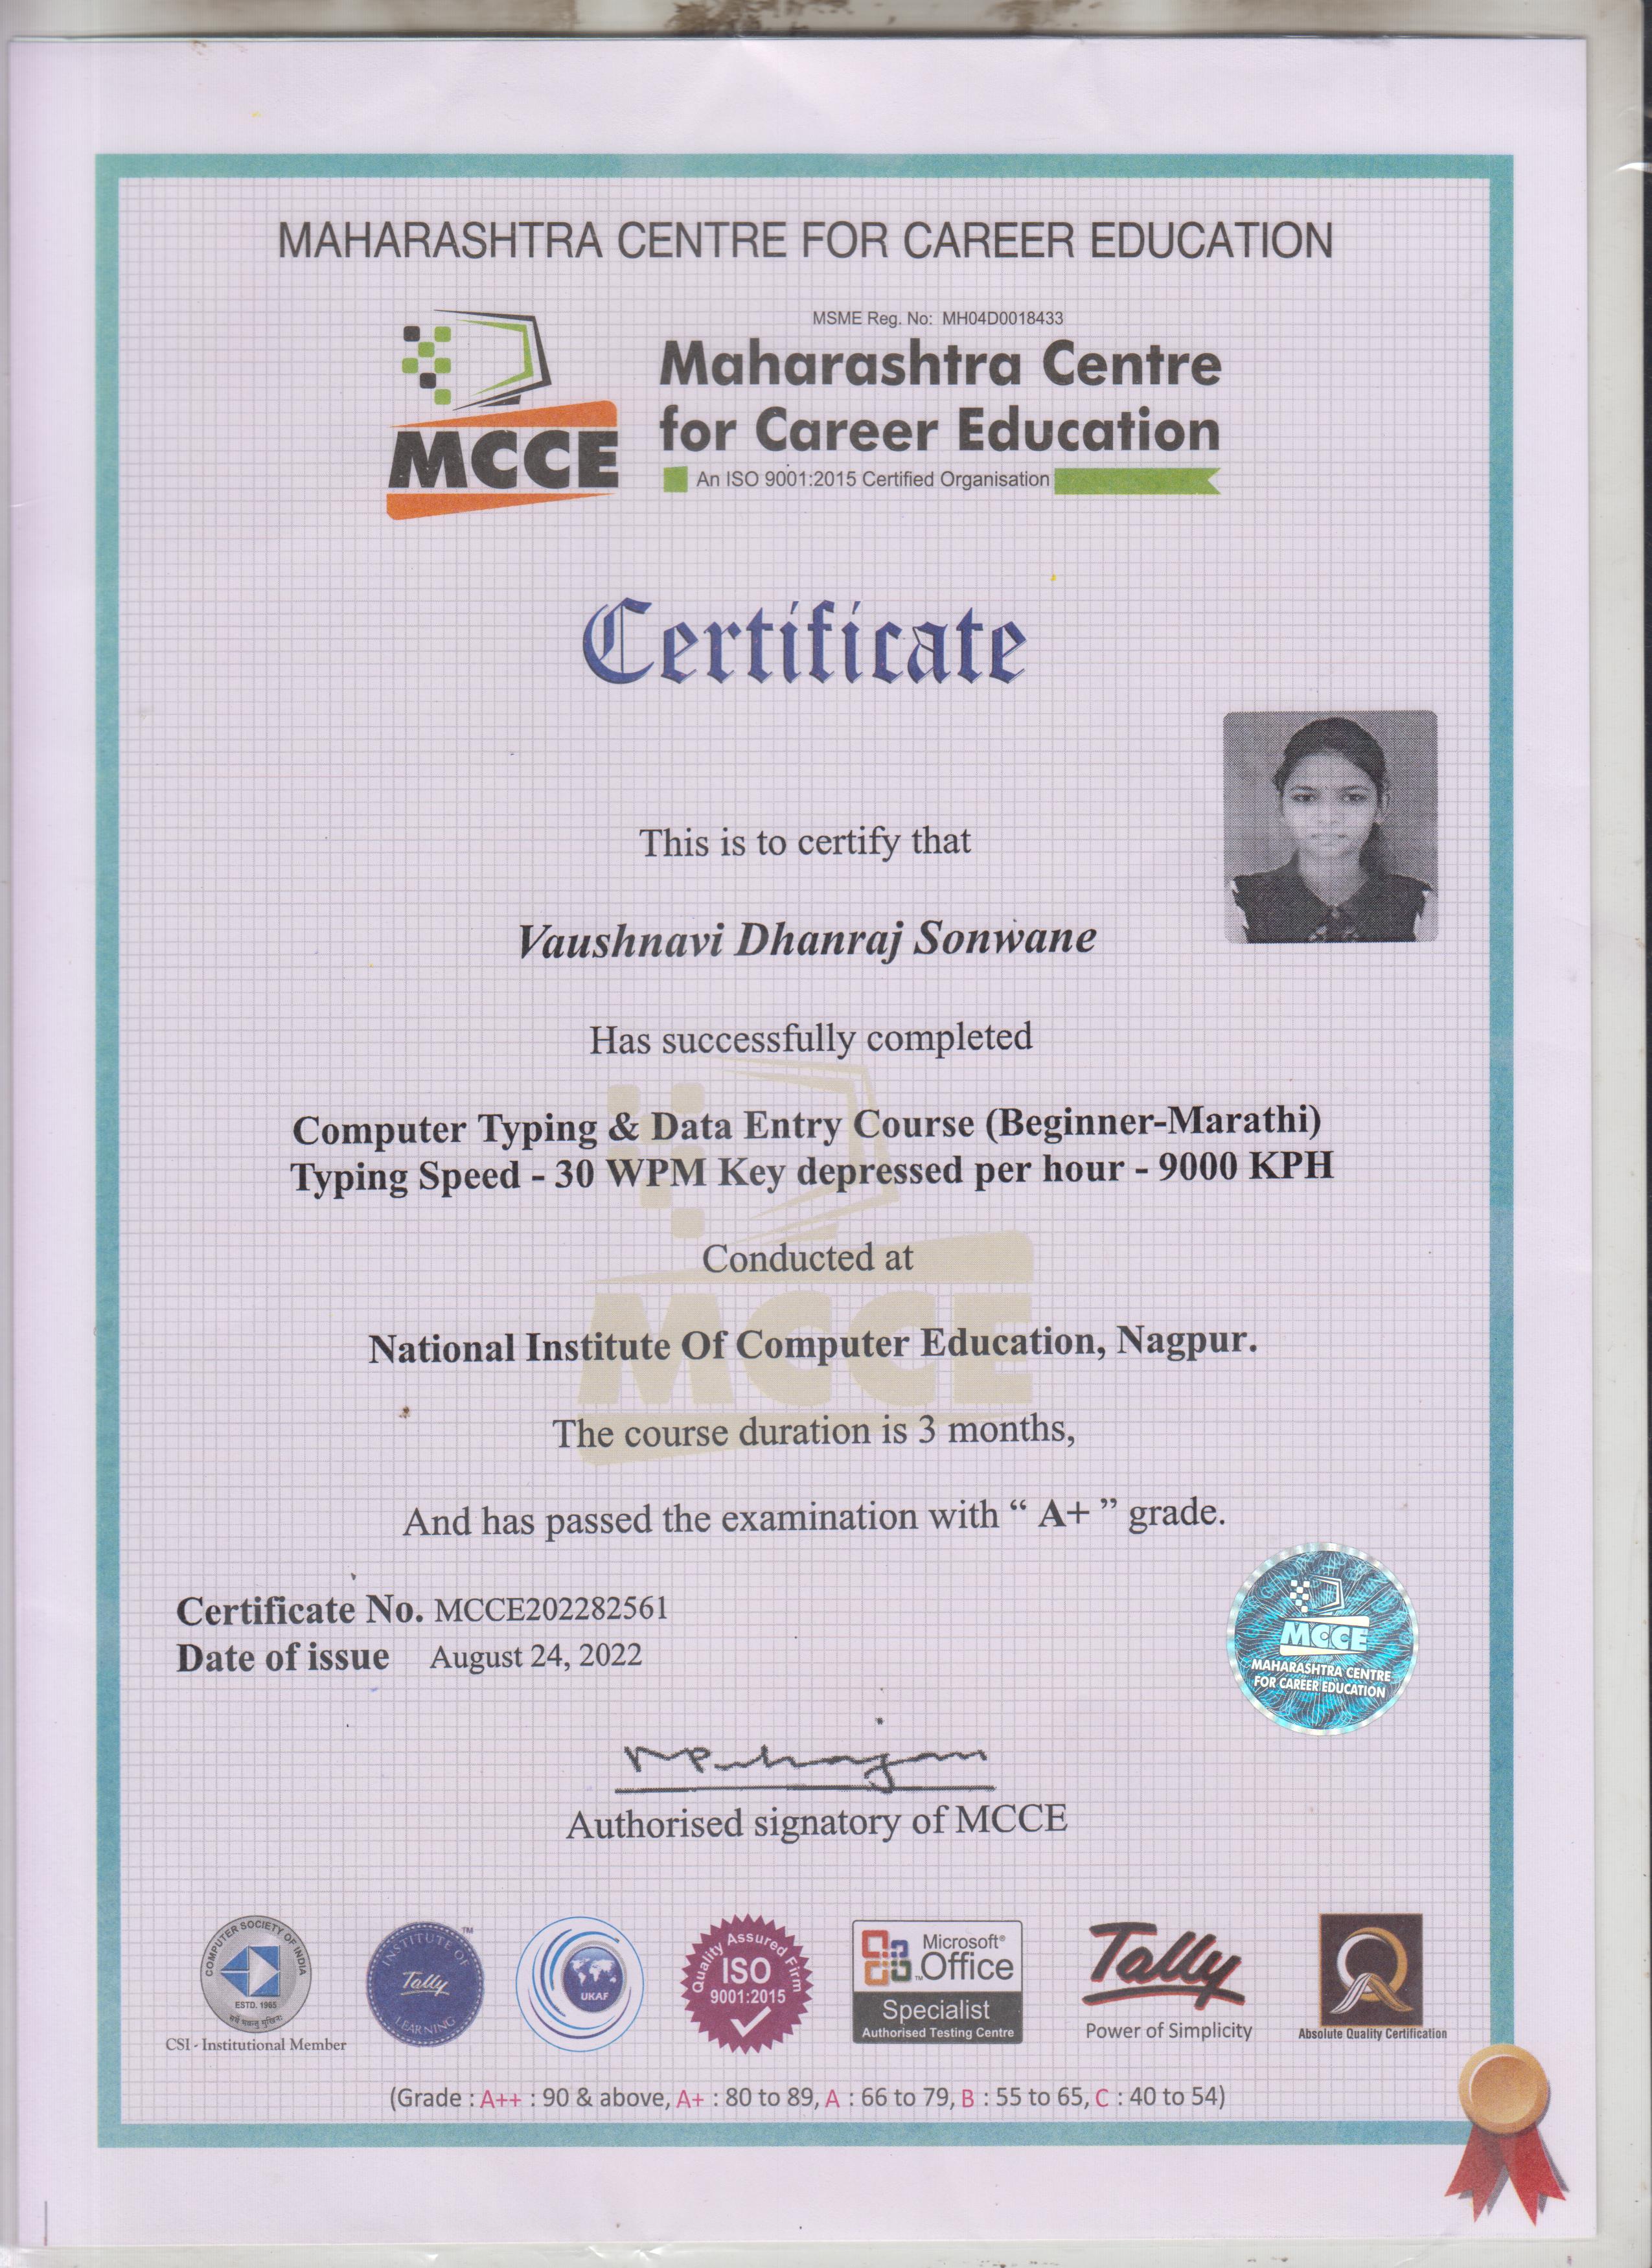 MAHARASHTRA CENTRE FOR CAREER EDUCATION
MSME Reg. No: MH04D0018433
MCCE
Maharashtra Centre
for Career Education
An ISO 9001:2015 Certified Organisation
Certificate
This is to certify that
Vaushnavi Dhanraj Sonwane
Has successfully completed
Computer Typing & Data Entry Course (Beginner-Marathi)
Typing Speed - 30 WPM Key depressed per hour - 9000 KPH
Conducted at
MCCE
National Institute Of Computer Education, Nagpur.
The course duration is 3 months,
And has passed the examination with “ A+ ” grade.
Certificate No. MCCE202282561
Date of issue August 24, 2022
MCCE
MAHARASHTRA CENTRE
FOR CAREER EDUCATION
Authorised signatory of MCCE
COMPUTER SOCIETY OF INDIA
ESTD. 1965
CSI - Institutional Member
INSTITUTE OF
Tally
LEARNING
TM
UKAF
Quality Assured Firm
ISO
9001:2015
Microsoft®
Office
Specialist
Authorised Testing Centre
Tally
Power of Simplicity
Absolute Quality Certification
(Grade : A++ : 90 & above, A+ : 80 to 89, A : 66 to 79, B : 55 to 65, C : 40 to 54)